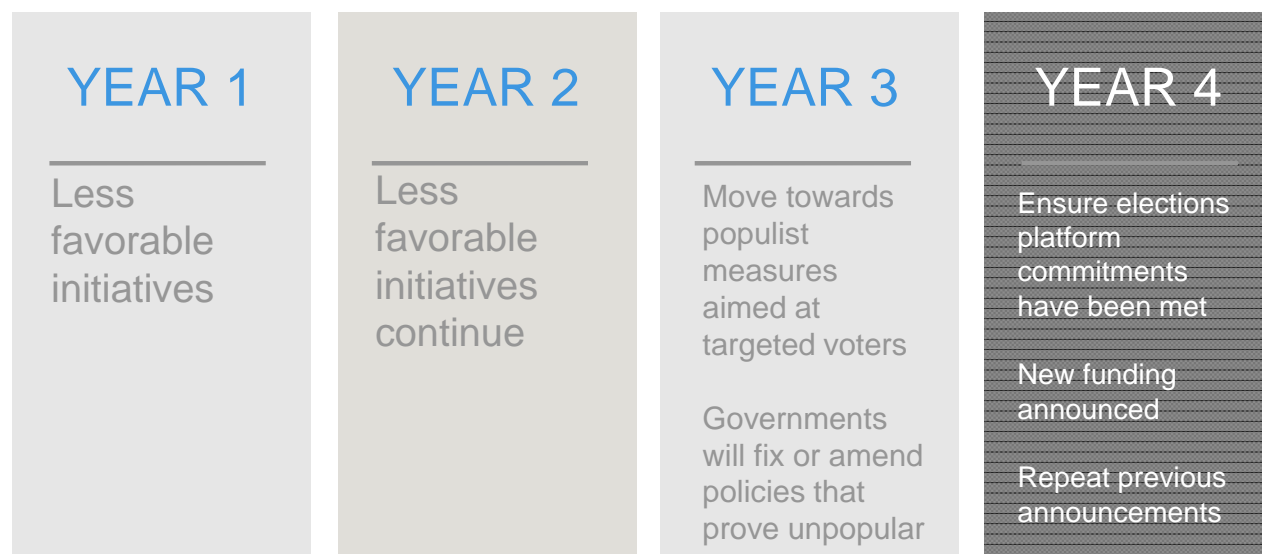 YEAR 1
Less
favorable
initiatives
YEAR 2
Less
favorable
initiatives
continue
YEAR 3
Move towards
populist
measures
aimed at
targeted voters
Governments
will fix or amend
policies that
prove unpopular
YEAR 4
Ensure elections
platform
commitments
have been met
New funding
announced
Repeat previous
announcements